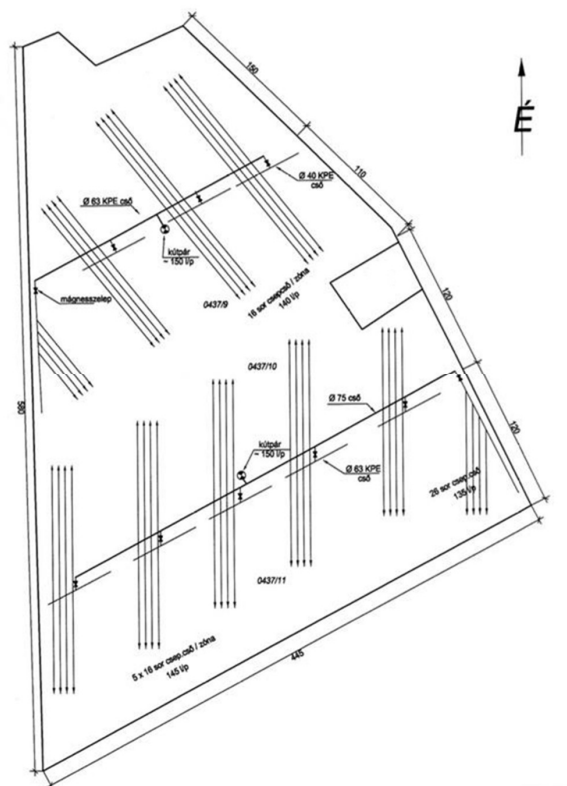 150
É
110
Ø 40 KPE
cső
Ø 63 KPE cső
kútpár
~ 150 l/p
mágnesszelep
0437/9
16 sor csepcső / zóna
140 l/p
120
0437/10
580
Ø 75 cső
120
kútpár
~ 150 l/p
Ø 63 KPE
cső
26 sor csep.cső
135 l/p
0437/11
5 x 16 sor csep.cső / zóna
145 l/p
445